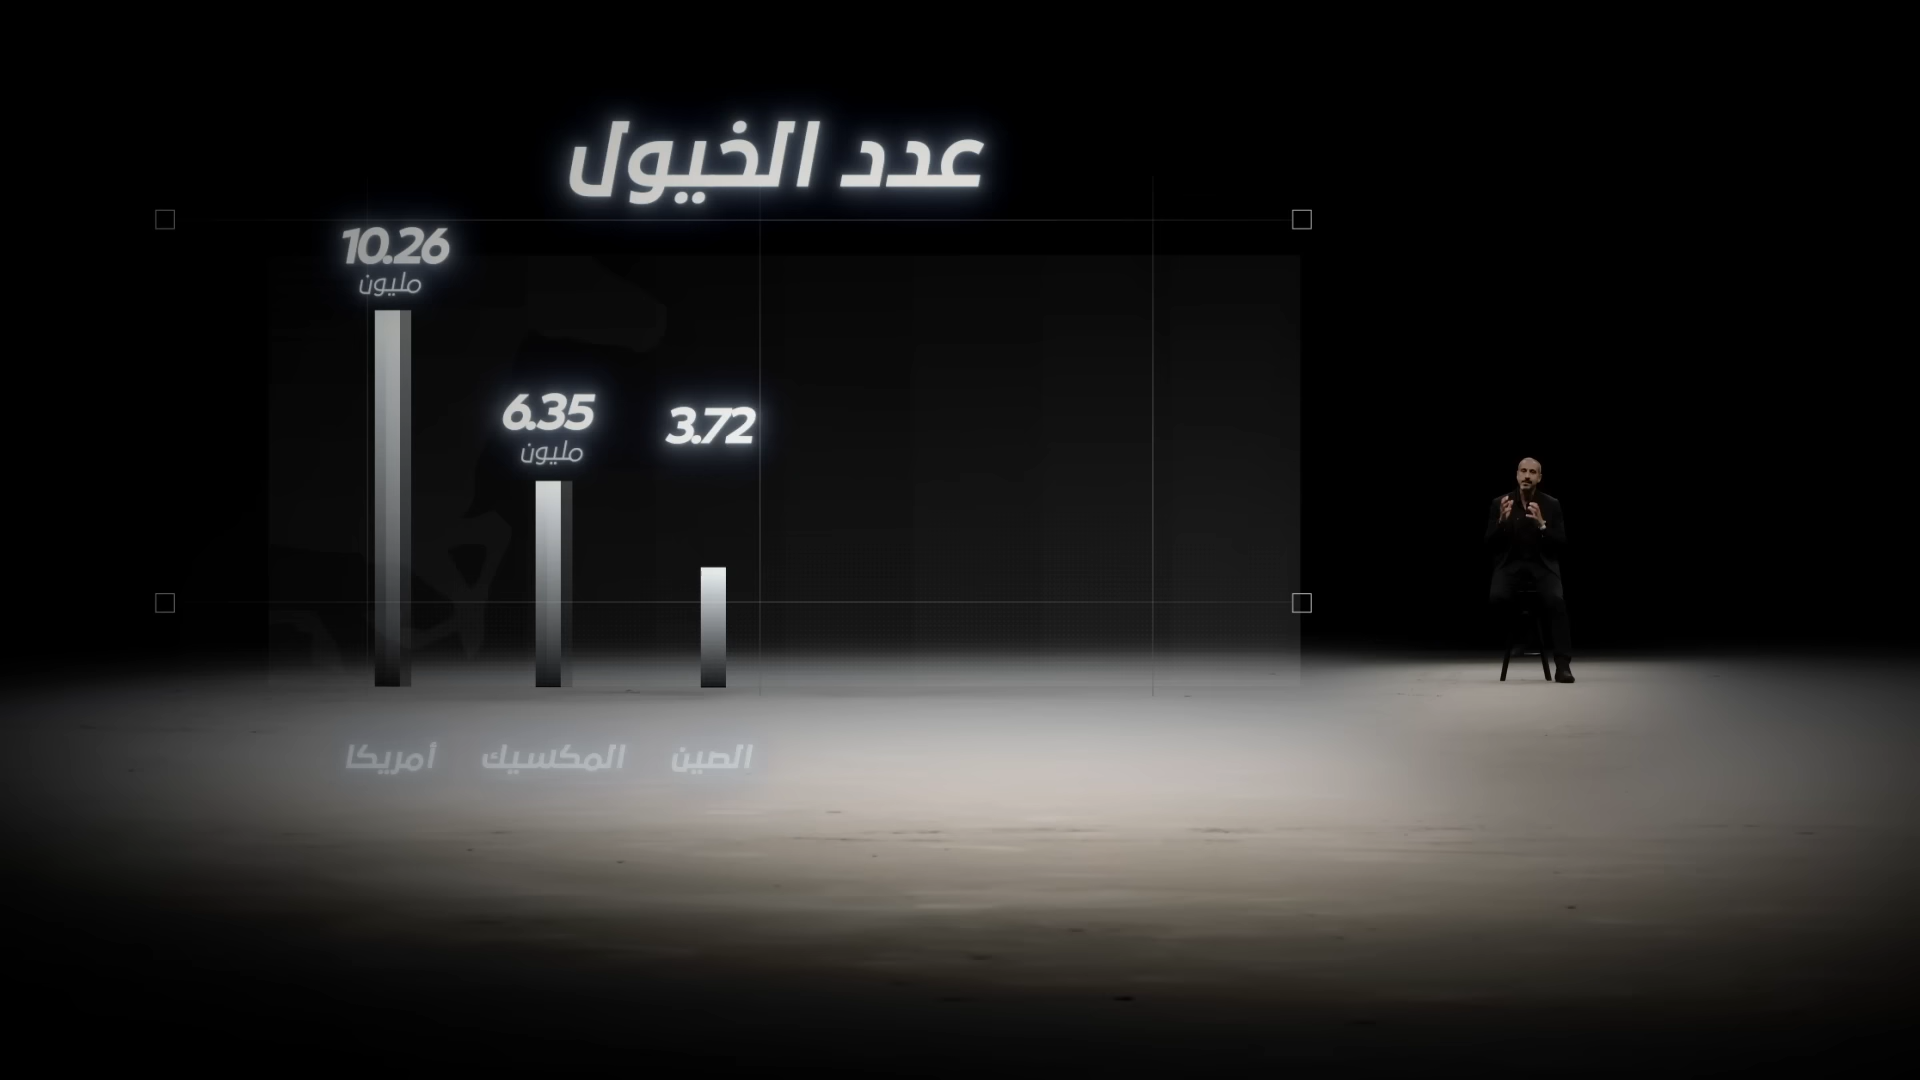 عدد الخيول
10.26
مليون
6.35
مليون
3.72
أمريكا
المكسيك
الصين